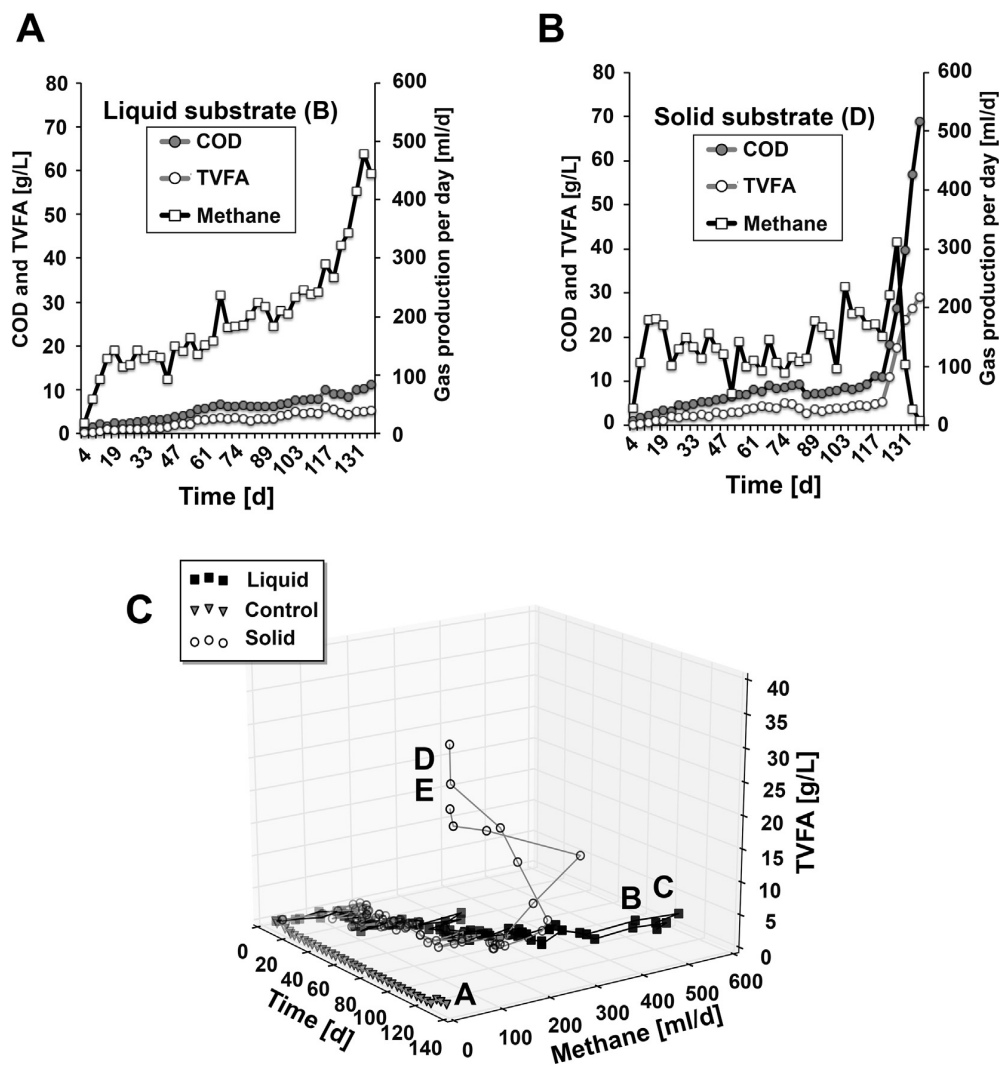 A
B
80
70
60
50
40
30
20
10
0
COD and TVFA [g/L]
Liquid substrate (B)
COD
TVFA
Methane
600
500
400
300
200
100
0
Gas production per day [ml/d]
4
19
33
47
61
74
89
103
117
131
Time [d]
80
70
60
50
40
30
20
10
0
COD and TVFA [g/L]
Solid substrate (D)
COD
TVFA
Methane
600
500
400
300
200
100
0
Gas production per day [ml/d]
4
19
33
47
61
74
89
103
117
131
Time [d]
C
Liquid
Control
Solid
D
E
B
C
A
40
35
30
25
20
15
10
5
0
TVFA [g/L]
0
20
40
60
80
100
120
140
Time [d]
0
100
200
300
400
500
600
Methane [ml/d]